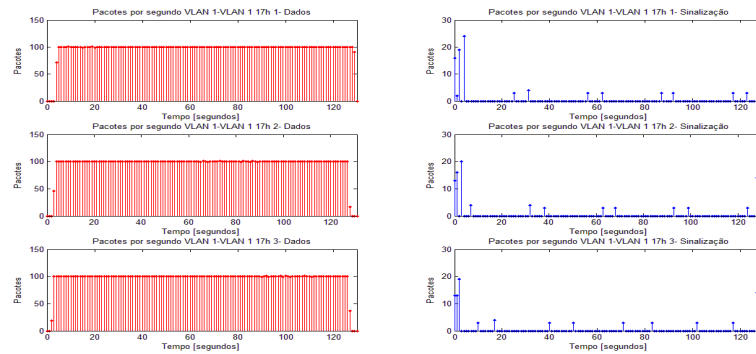 Pacotes por segundo VLAN 1-VLAN 1 17h 1- Dados
Pacotes
150
100
50
0
0 20 40 60 80 100 120
Tempo [segundos]
Pacotes por segundo VLAN 1-VLAN 1 17h 1- Sinalização
Pacotes
30
20
10
0
0 20 40 60 80 100 120
Tempo [segundos]
Pacotes por segundo VLAN 1-VLAN 1 17h 2- Dados
Pacotes
150
100
50
0
0 20 40 60 80 100 120
Tempo [segundos]
Pacotes por segundo VLAN 1-VLAN 1 17h 2- Sinalização
Pacotes
30
20
10
0
0 20 40 60 80 100 120
Tempo [segundos]
Pacotes por segundo VLAN 1-VLAN 1 17h 3- Dados
Pacotes
150
100
50
0
0 20 40 60 80 100 120
Tempo [segundos]
Pacotes por segundo VLAN 1-VLAN 1 17h 3- Sinalização
Pacotes
30
20
10
0
0 20 40 60 80 100 120
Tempo [segundos]